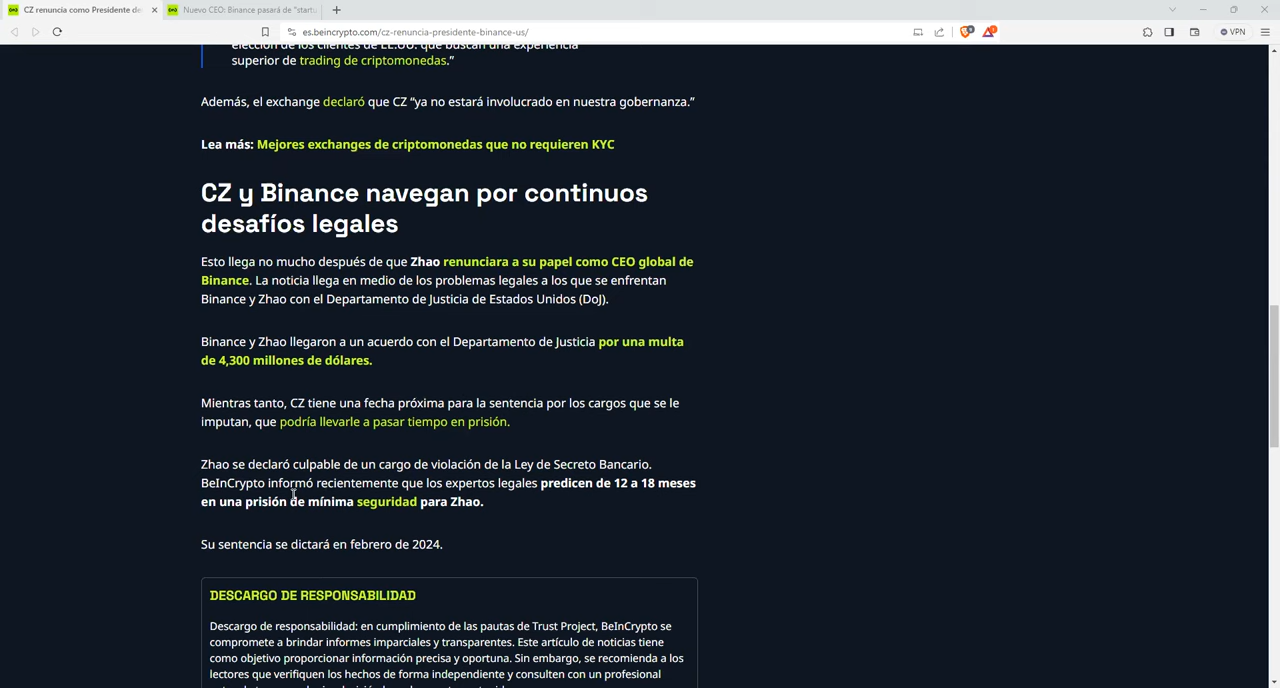 CZ renuncia como Presidente de
Nuevo CEO: Binance pasará de "startu
es.beincrypto.com/cz-renuncia-presidente-binance-us/
VPN
elección de los clientes de EE.UU. que buscan una experiencia
superior de trading de criptomonedas."
Además, el exchange declaró que CZ “ya no estará involucrado en nuestra gobernanza.”
Lea más: Mejores exchanges de criptomonedas que no requieren KYC
CZ y Binance navegan por continuos
desafíos legales
Esto llega no mucho después de que Zhao renunciara a su papel como CEO global de
Binance. La noticia llega en medio de los problemas legales a los que se enfrentan
Binance y Zhao con el Departamento de Justicia de Estados Unidos (DoJ).
Binance y Zhao llegaron a un acuerdo con el Departamento de Justicia por una multa
de 4,300 millones de dólares.
Mientras tanto, CZ tiene una fecha próxima para la sentencia por los cargos que se le
imputan, que podría llevarle a pasar tiempo en prisión.
Zhao se declaró culpable de un cargo de violación de la Ley de Secreto Bancario.
BeInCrypto informó recientemente que los expertos legales predicen de 12 a 18 meses
en una prisión de mínima seguridad para Zhao.
Su sentencia se dictará en febrero de 2024.
DESCARGO DE RESPONSABILIDAD
Descargo de responsabilidad: en cumplimiento de las pautas de Trust Project, BeInCrypto se
compromete a brindar informes imparciales y transparentes. Este artículo de noticias tiene
como objetivo proporcionar información precisa y oportuna. Sin embargo, se recomienda a los
lectores que verifiquen los hechos de forma independiente y consulten con un profesional